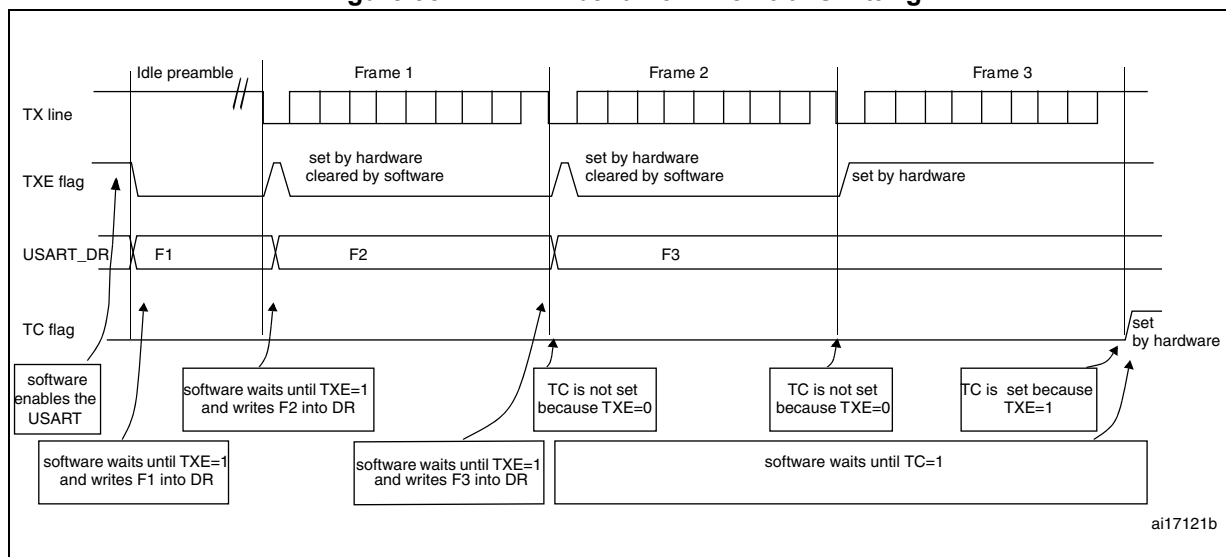 Idle preamble
Frame 1
Frame 2
Frame 3
TX line
TXE flag
set by hardware
cleared by software
set by hardware
cleared by software
set by hardware
USART_DR
F1
F2
F3
TC flag
set
by hardware
software
enables the
USART
software waits until TXE=1
and writes F2 into DR
TC is not set
because TXE=0
TC is not set
because TXE=0
TC is set because
TXE=1
software waits until TXE=1
and writes F1 into DR
software waits until TXE=1
and writes F3 into DR
software waits until TC=1
ai17121b